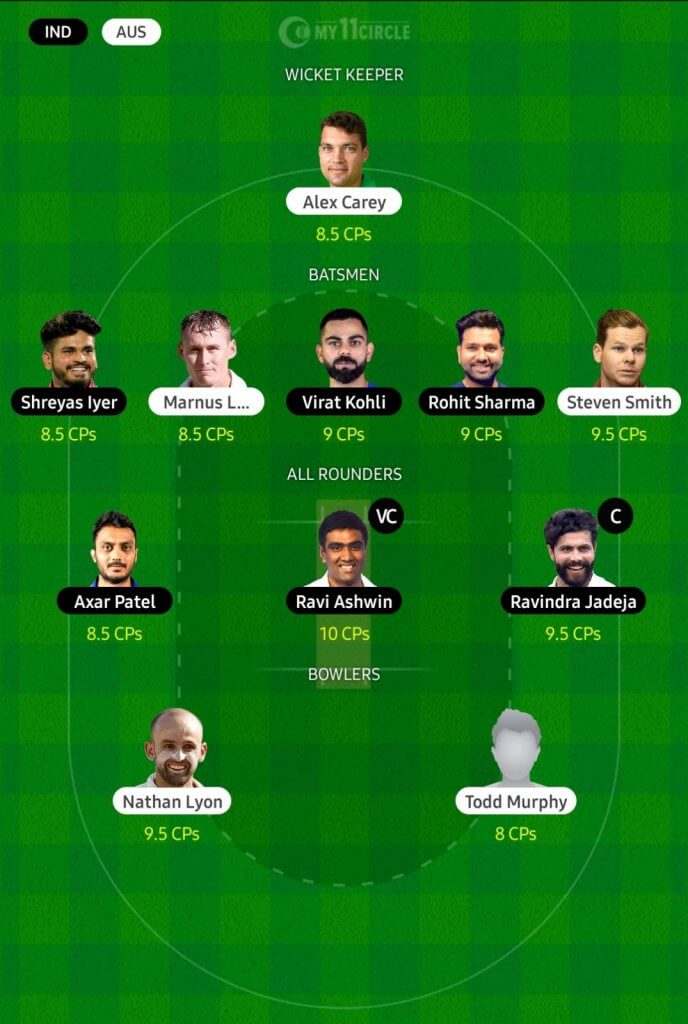 IND AUS MY11CIRCLE
WICKET KEEPER
Alex Carey
8.5 CPs
BATSMEN
Shreyas Iyer Marnus L... Virat Kohli Rohit Sharma Steven Smith
8.5 CPs 8.5 CPs 9 CPs 9 CPs 9.5 CPs
ALL ROUNDERS
VC C
Axar Patel Ravi Ashwin Ravindra Jadeja
8.5 CPs 10 CPs 9.5 CPs
BOWLERS
Nathan Lyon Todd Murphy
9.5 CPs 8 CPs